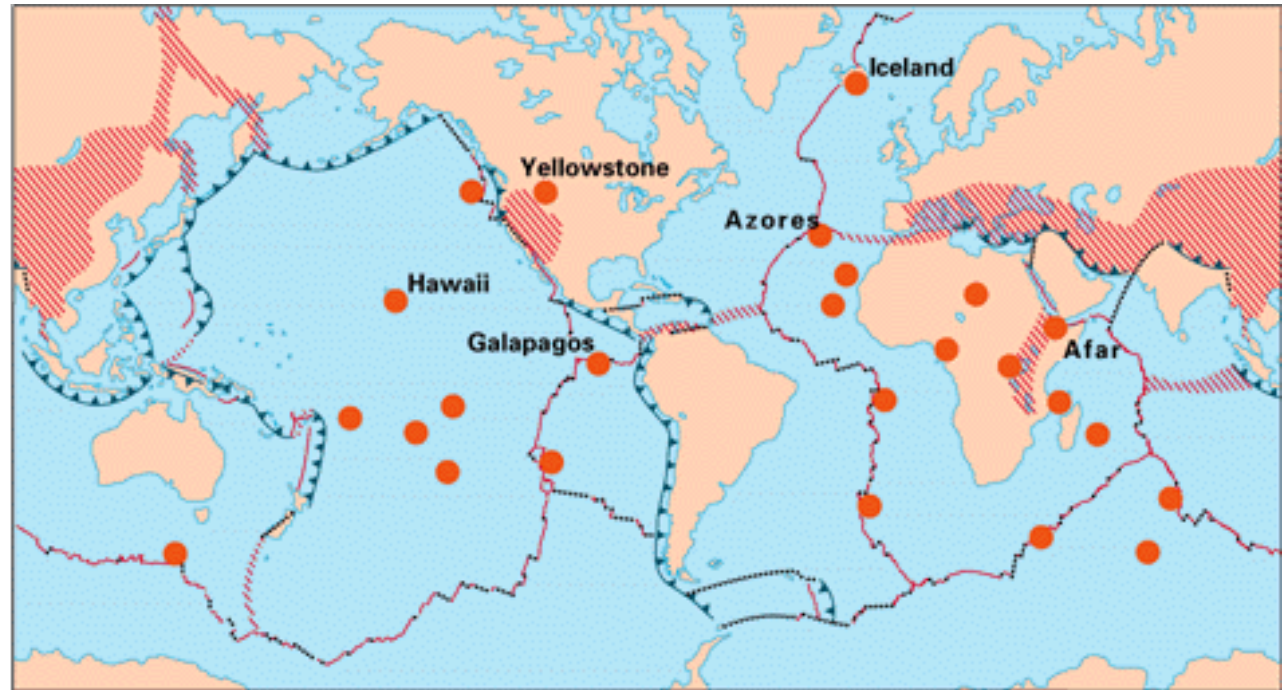 Iceland
Yellowstone
Azores
Hawaii
Galapagos
Afar